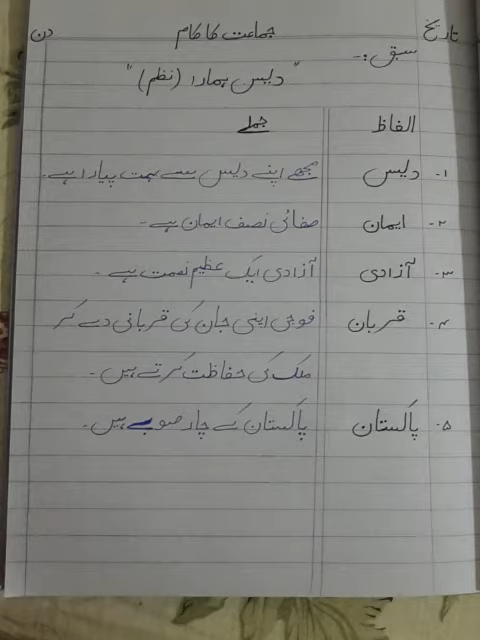 تاریخ جماعت کا کام دن
سبق :-
"دیس ہمارا (نظم)"
الفاظ جملے
۱- دیس مجھے اپنے دیس سے بہت پیارا ہے۔
۲- ایمان صفائی نصف ایمان ہے۔
۳- آزادی آزادی ایک عظیم نعمت ہے۔
۴- قربان فوجی اپنی جان کی قربانی دے کر
ملک کی حفاظت کرتے ہیں۔
۵- پاکستان پاکستان کے چار صوبے ہیں۔